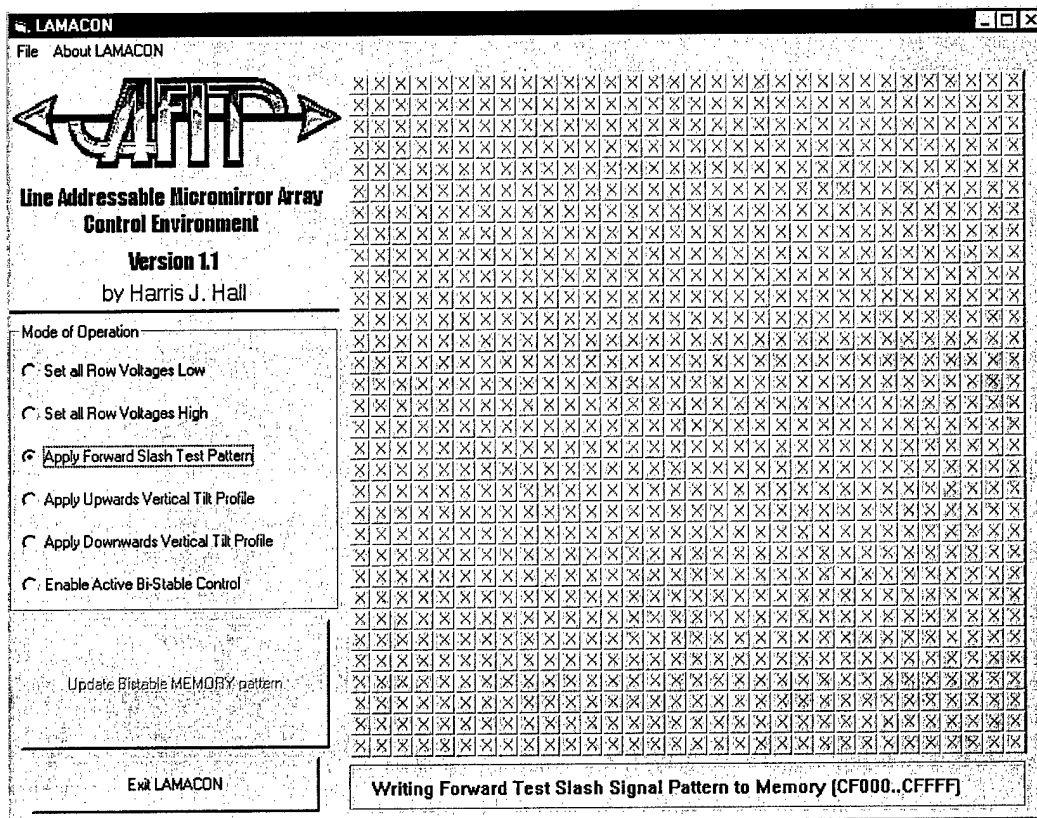 LAMACON
File About LAMACON
AFIT
Line Addressable Micromirror Array
Control Environment
Version 1.1
by Harris J. Hall
Mode of Operation
Set all Row Voltages Low
Set all Row Voltages High
Apply Forward Slash Test Pattern
Apply Upwards Vertical Tilt Profile
Apply Downwards Vertical Tilt Profile
Enable Active Bi-Stable Control
Update Bistable MEMORY pattern
Exit LAMACON
Writing Forward Test Slash Signal Pattern to Memory (CF000..CFFFF)